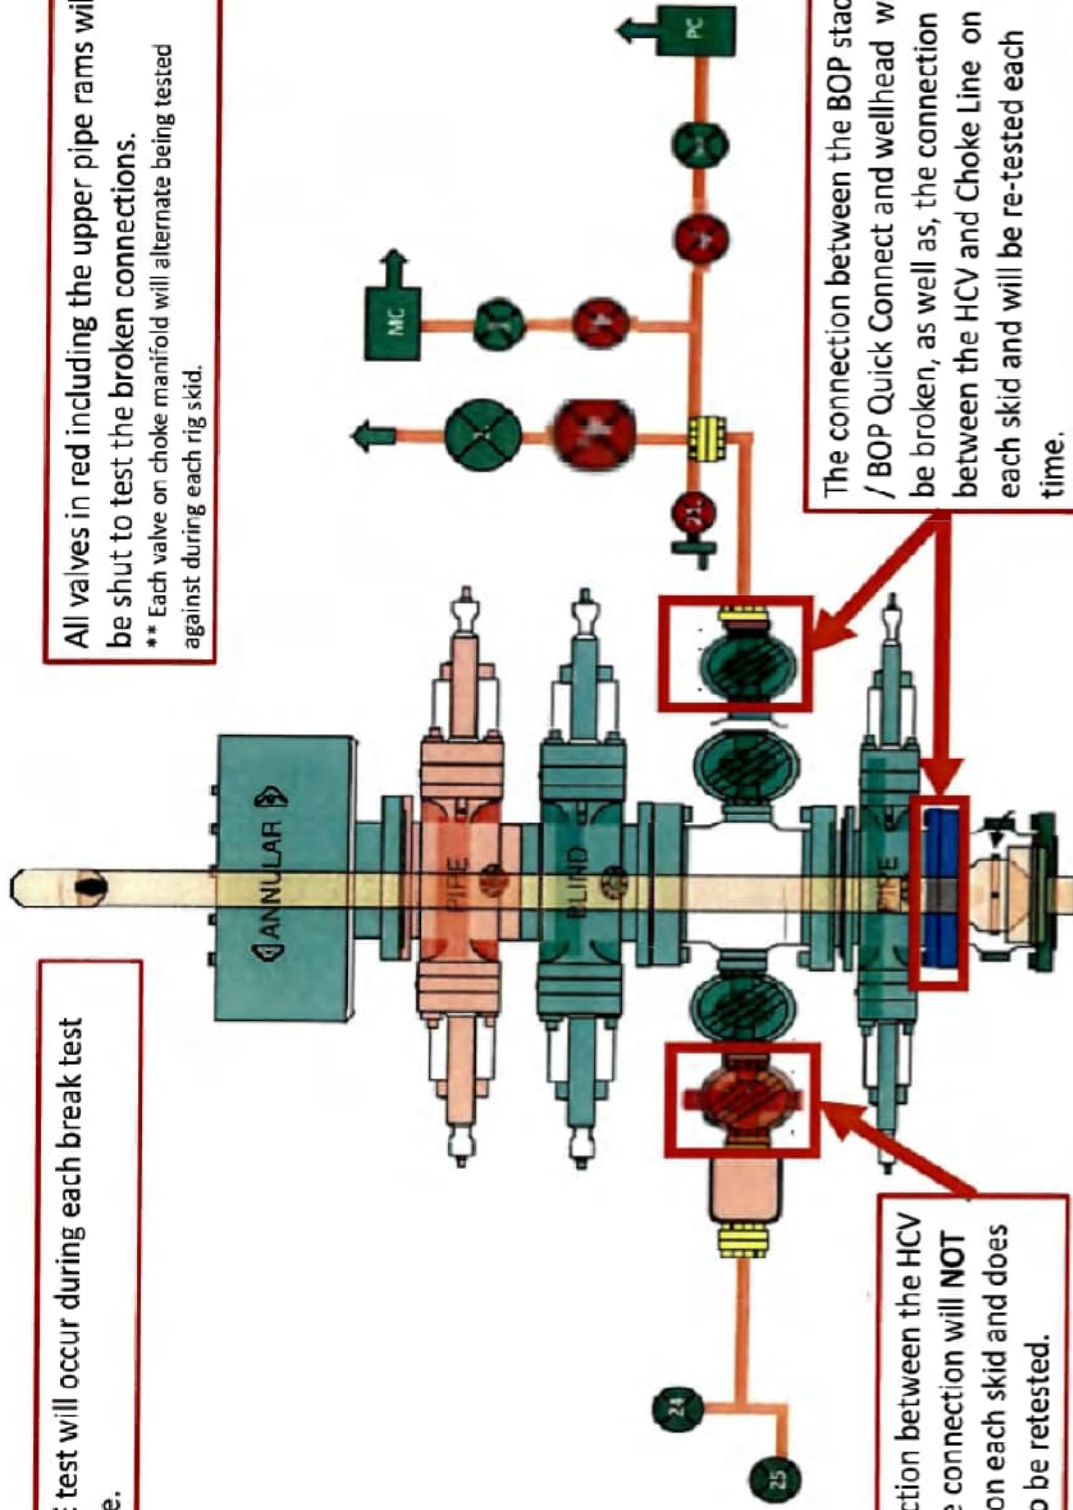 test will occur during each break test
e.
All valves in red including the upper pipe rams wil
be shut to test the broken connections.
** Each valve on choke manifold will alternate being tested
against during each rig skid.
ANNULAR
PIPE
BLIND
PIPE
MC
PC
21
24
25
The connection between the BOP stac
/ BOP Quick Connect and wellhead w
be broken, as well as, the connection
between the HCV and Choke Line on
each skid and will be re-tested each
time.
ction between the HCV
e connection will NOT
on each skid and does
o be retested.